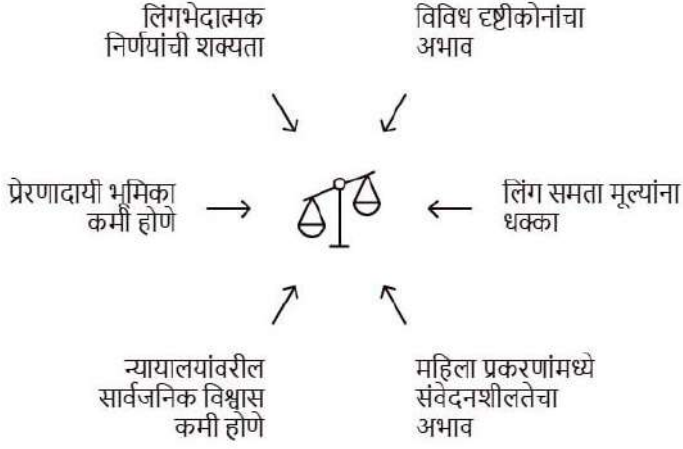 लिंगभेदात्मक
निर्णयांची शक्यता
विविध दृष्टीकोनांचा
अभाव
प्रेरणादायी भूमिका
कमी होणे
लिंग समता मूल्यांना
धक्का
न्यायालयांवरील
सार्वजनिक विश्वास
कमी होणे
महिला प्रकरणांमध्ये
संवेदनशीलतेचा
अभाव